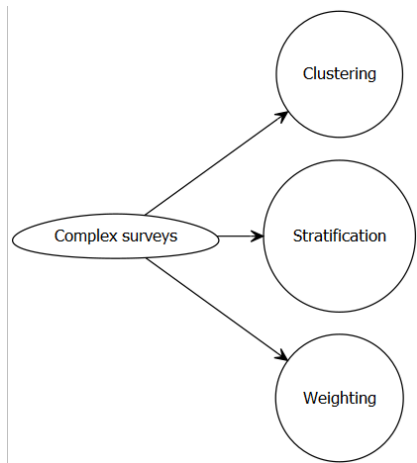 Clustering
Complex surveys
Stratification
Weighting